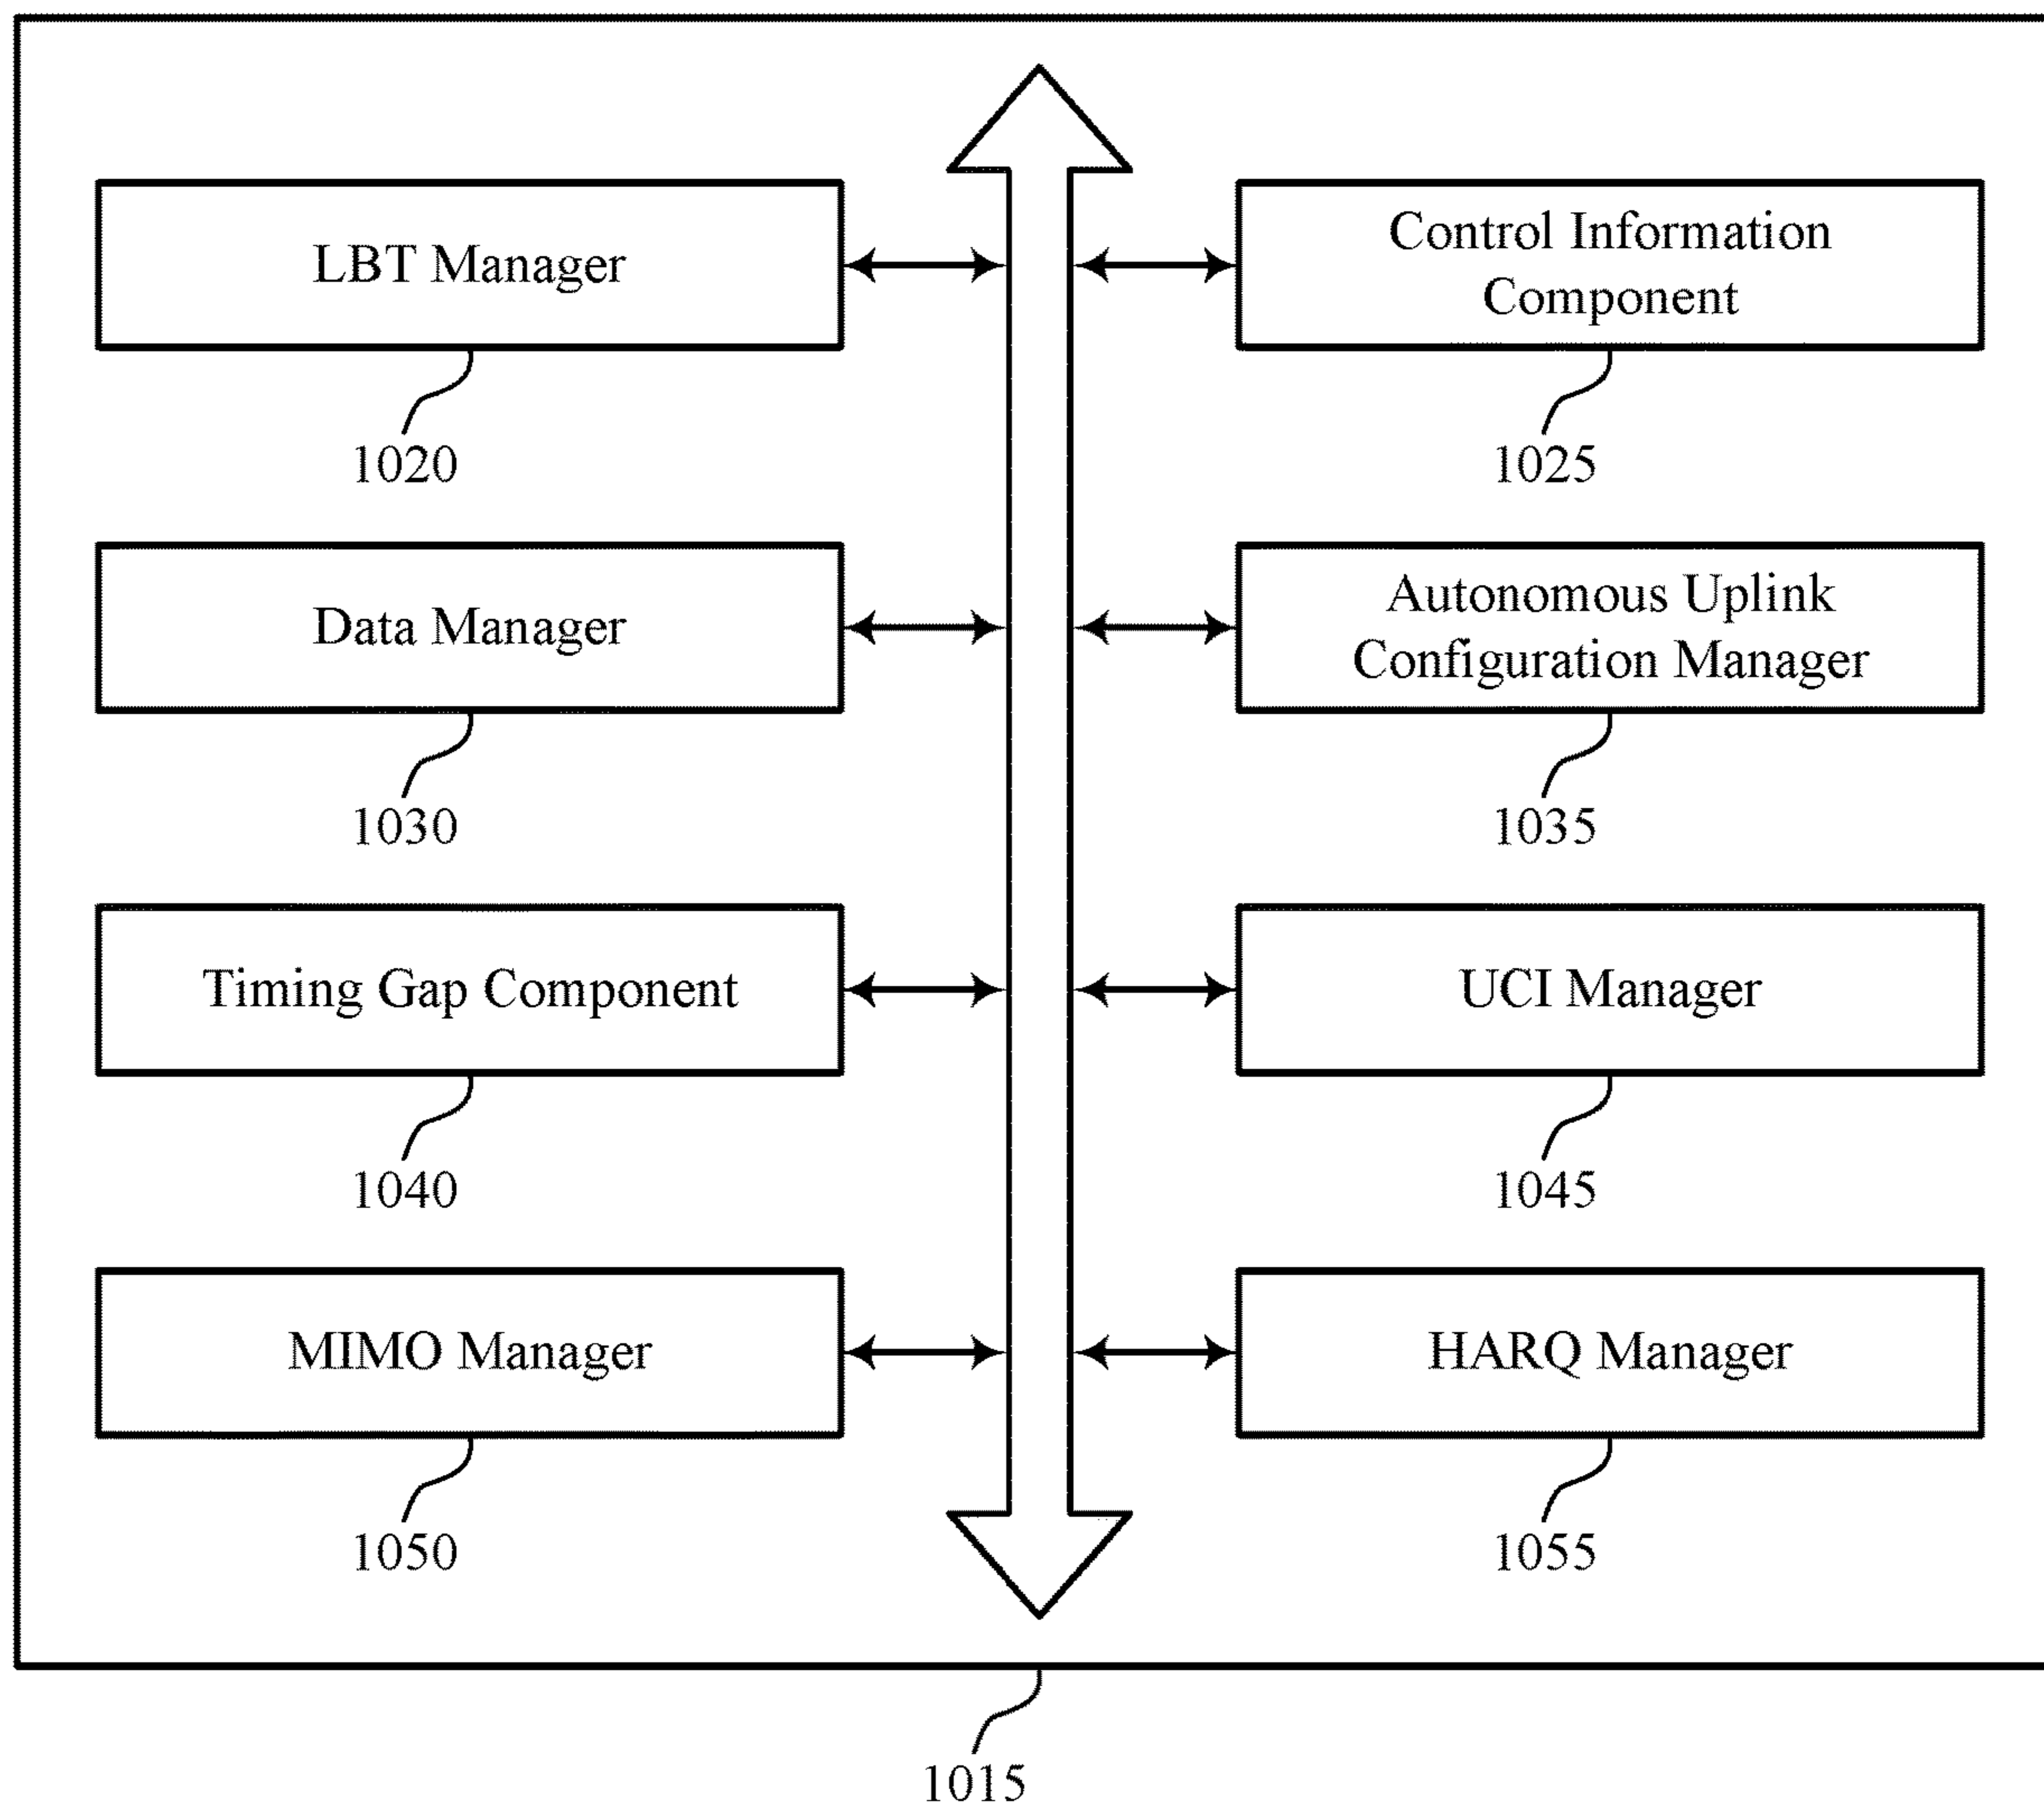 LBT Manager
1020
Control Information
Component
1025
Data Manager
1030
Autonomous Uplink
Configuration Manager
1035
Timing Gap Component
1040
UCI Manager
1045
MIMO Manager
1050
HARQ Manager
1055
1015